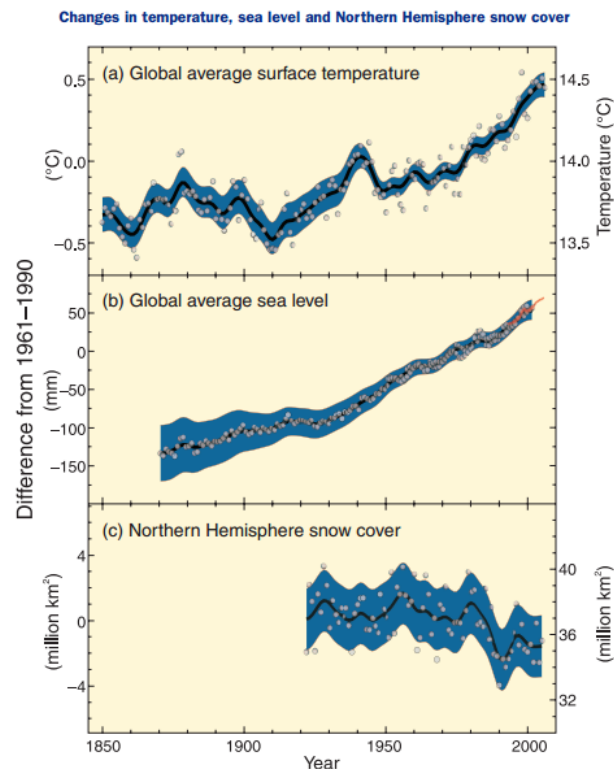 Changes in temperature, sea level and Northern Hemisphere snow cover
(a) Global average surface temperature
0.5
0.0
−0.5
(°C)
14.5
14.0
13.5
Temperature (°C)
Difference from 1961–1990
(b) Global average sea level
50
0
−50
−100
−150
(mm)
(c) Northern Hemisphere snow cover
4
0
−4
(million km²)
40
36
32
(million km²)
1850
1900
1950
2000
Year